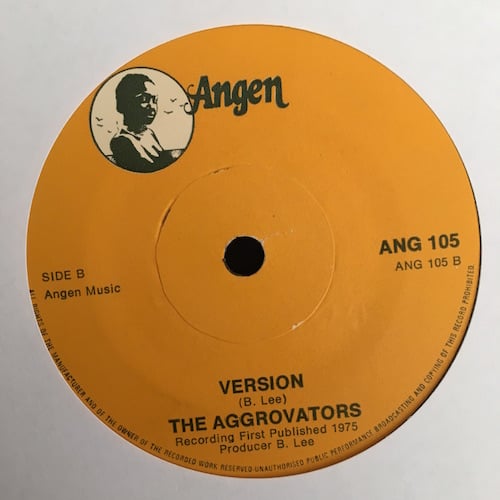 Angen
ANG 105
ANG 105 B
SIDE B
Angen Music
VERSION
(B. Lee)
THE AGGROVATORS
Recording First Published 1975
Producer B. Lee
ALL RIGHTS OF THE MANUFACTURER AND OF THE OWNER OF THE RECORDED WORK RESERVED-UNAUTHORISED PUBLIC PERFORMANCE BROADCASTING AND COPYING OF THIS RECORD PROHIBITED